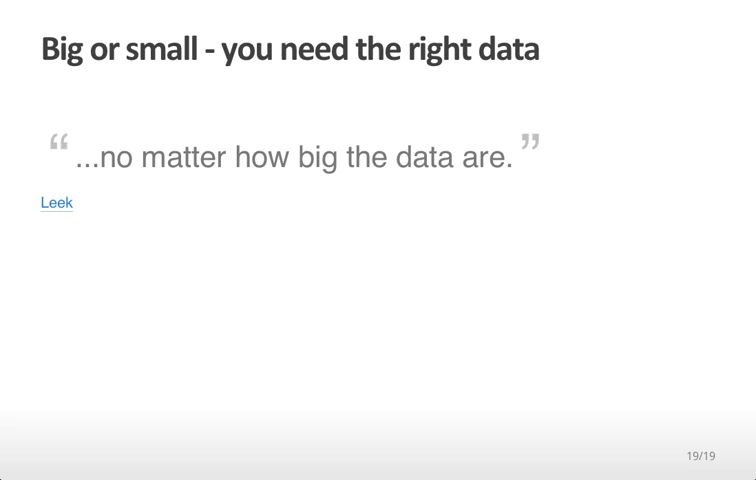 Big or small - you need the right data
“ ...no matter how big the data are. ”
Leek
19/19